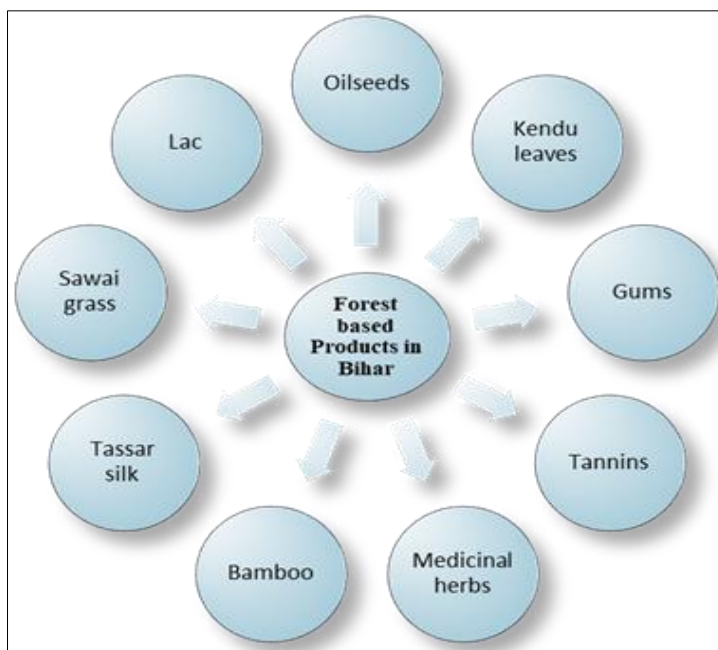 Oilseeds
Kendu
leaves
Gums
Tannins
Medicinal
herbs
Bamboo
Tassar
silk
Sawai
grass
Lac
Forest
based
Products in
Bihar